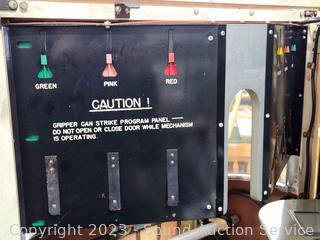 GREEN PINK RED
CAUTION !
GRIPPER CAN STRIKE PROGRAM PANEL —
DO NOT OPEN OR CLOSE DOOR WHILE MECHANISM
IS OPERATING.
Copyright 2023 - Sound Auction Service